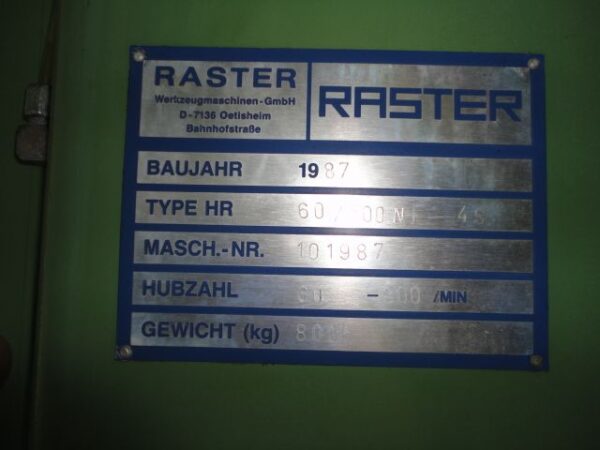 RASTER
Werkzeugmaschinen-GmbH
D-7136 Oetisheim
Bahnhofstraße
RASTER
BAUJAHR 1987
TYPE HR
MASCH.-NR. 101987
HUBZAHL /MIN
GEWICHT (kg)